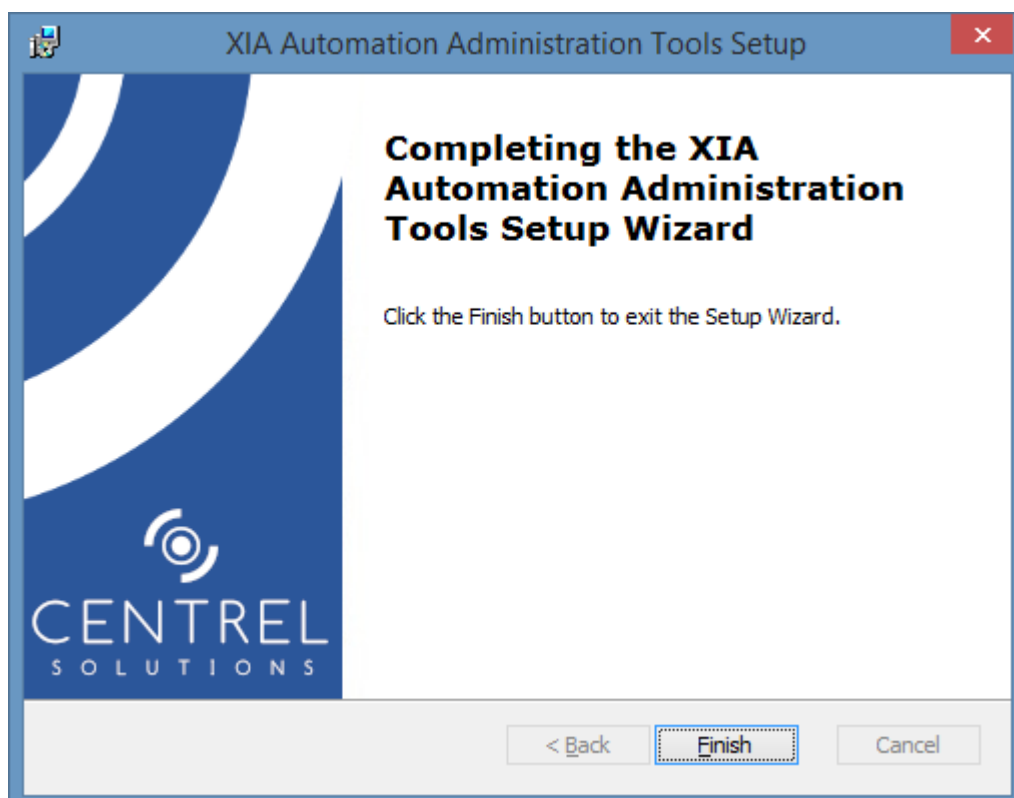 XIA Automation Administration Tools Setup
Completing the XIA
Automation Administration
Tools Setup Wizard
Click the Finish button to exit the Setup Wizard.
CENTREL
SOLUTIONS
< Back
Finish
Cancel